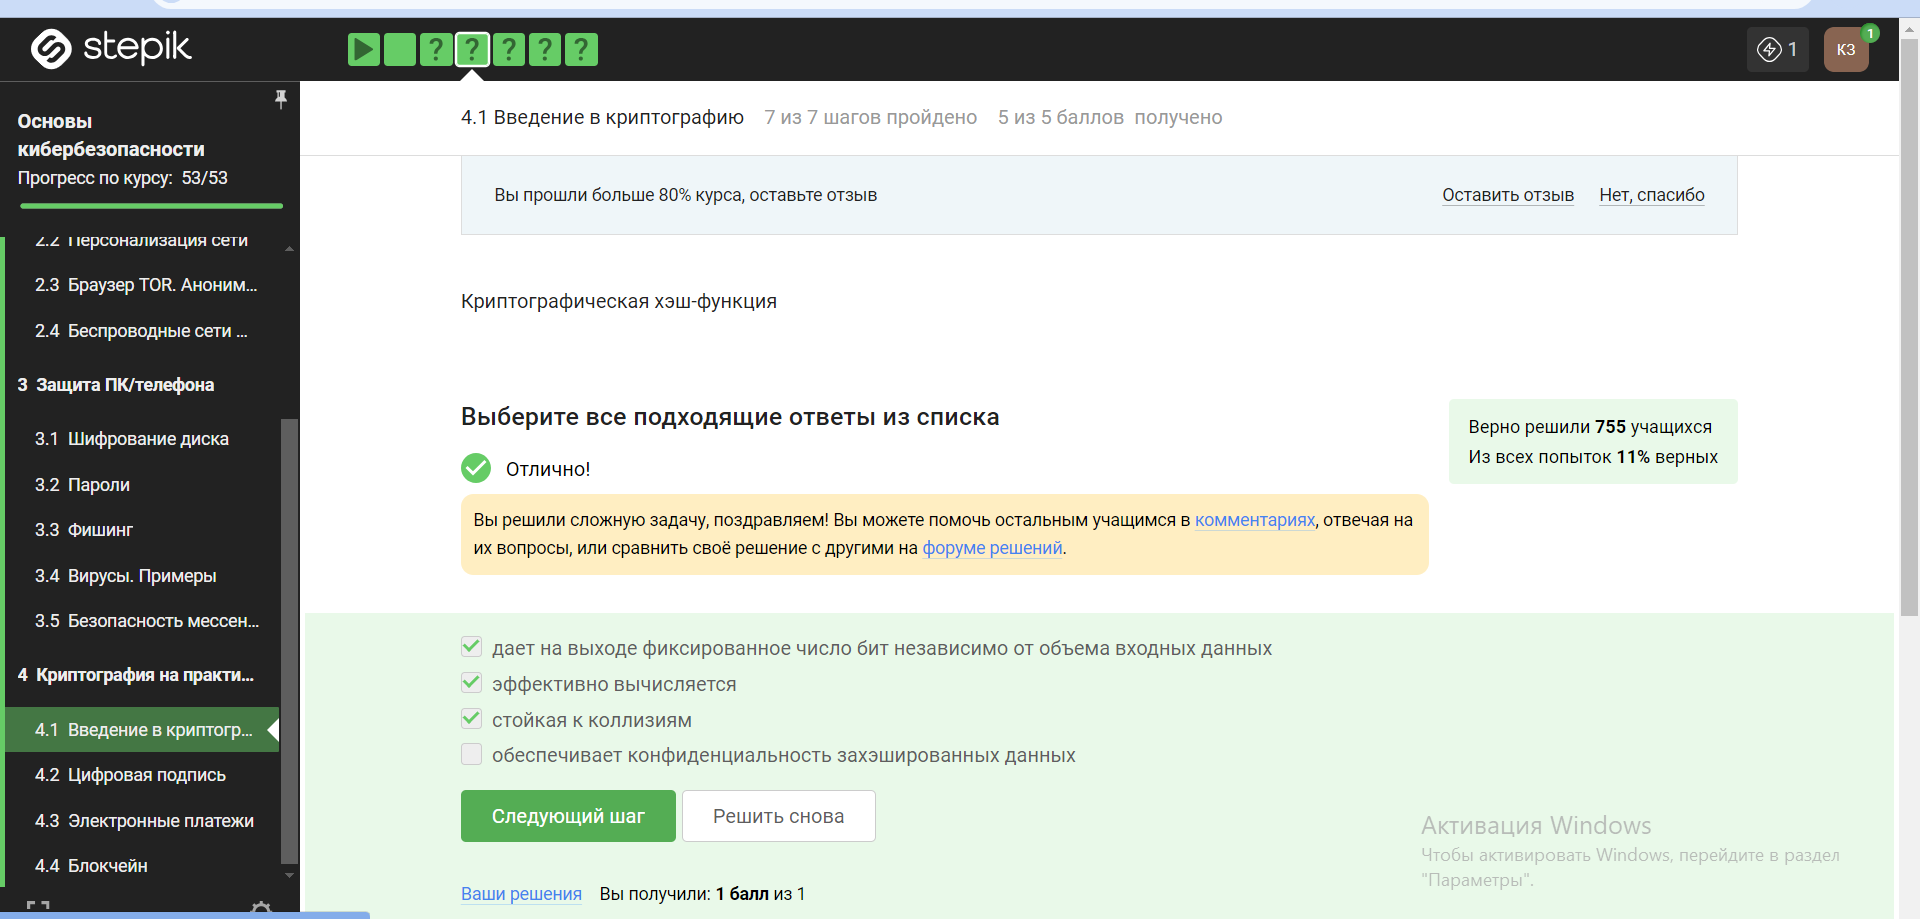 stepik
? ? ? ? ?
1
КЗ
1
Основы
кибербезопасности
Прогресс по курсу: 53/53
2.2 Персонализация сети
2.3 Браузер TOR. Аноним...
2.4 Беспроводные сети ...
3 Защита ПК/телефона
3.1 Шифрование диска
3.2 Пароли
3.3 Фишинг
3.4 Вирусы. Примеры
3.5 Безопасность мессен...
4 Криптография на практи...
4.1 Введение в криптогр...
4.2 Цифровая подпись
4.3 Электронные платежи
4.4 Блокчейн
4.1 Введение в криптографию 7 из 7 шагов пройдено 5 из 5 баллов получено
Вы прошли больше 80% курса, оставьте отзыв Оставить отзыв Нет, спасибо
Криптографическая хэш-функция
Выберите все подходящие ответы из списка
Отлично!
Верно решили 755 учащихся
Из всех попыток 11% верных
Вы решили сложную задачу, поздравляем! Вы можете помочь остальным учащимся в комментариях, отвечая на
их вопросы, или сравнить своё решение с другими на форуме решений.
дает на выходе фиксированное число бит независимо от объема входных данных
эффективно вычисляется
стойкая к коллизиям
обеспечивает конфиденциальность захэшированных данных
Следующий шаг Решить снова
Ваши решения Вы получили: 1 балл из 1
Активация Windows
Чтобы активировать Windows, перейдите в раздел
"Параметры".